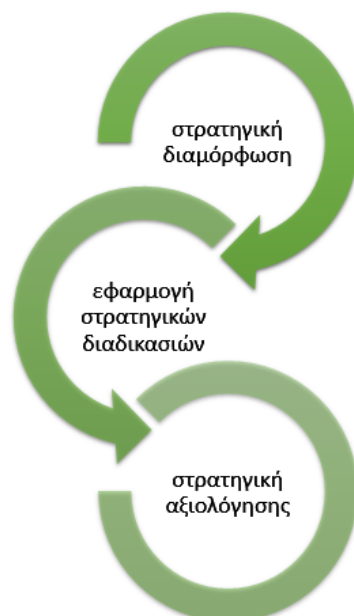 στρατηγική
διαμόρφωση
εφαρμογή
στρατηγικών
διαδικασιών
στρατηγική
αξιολόγησης